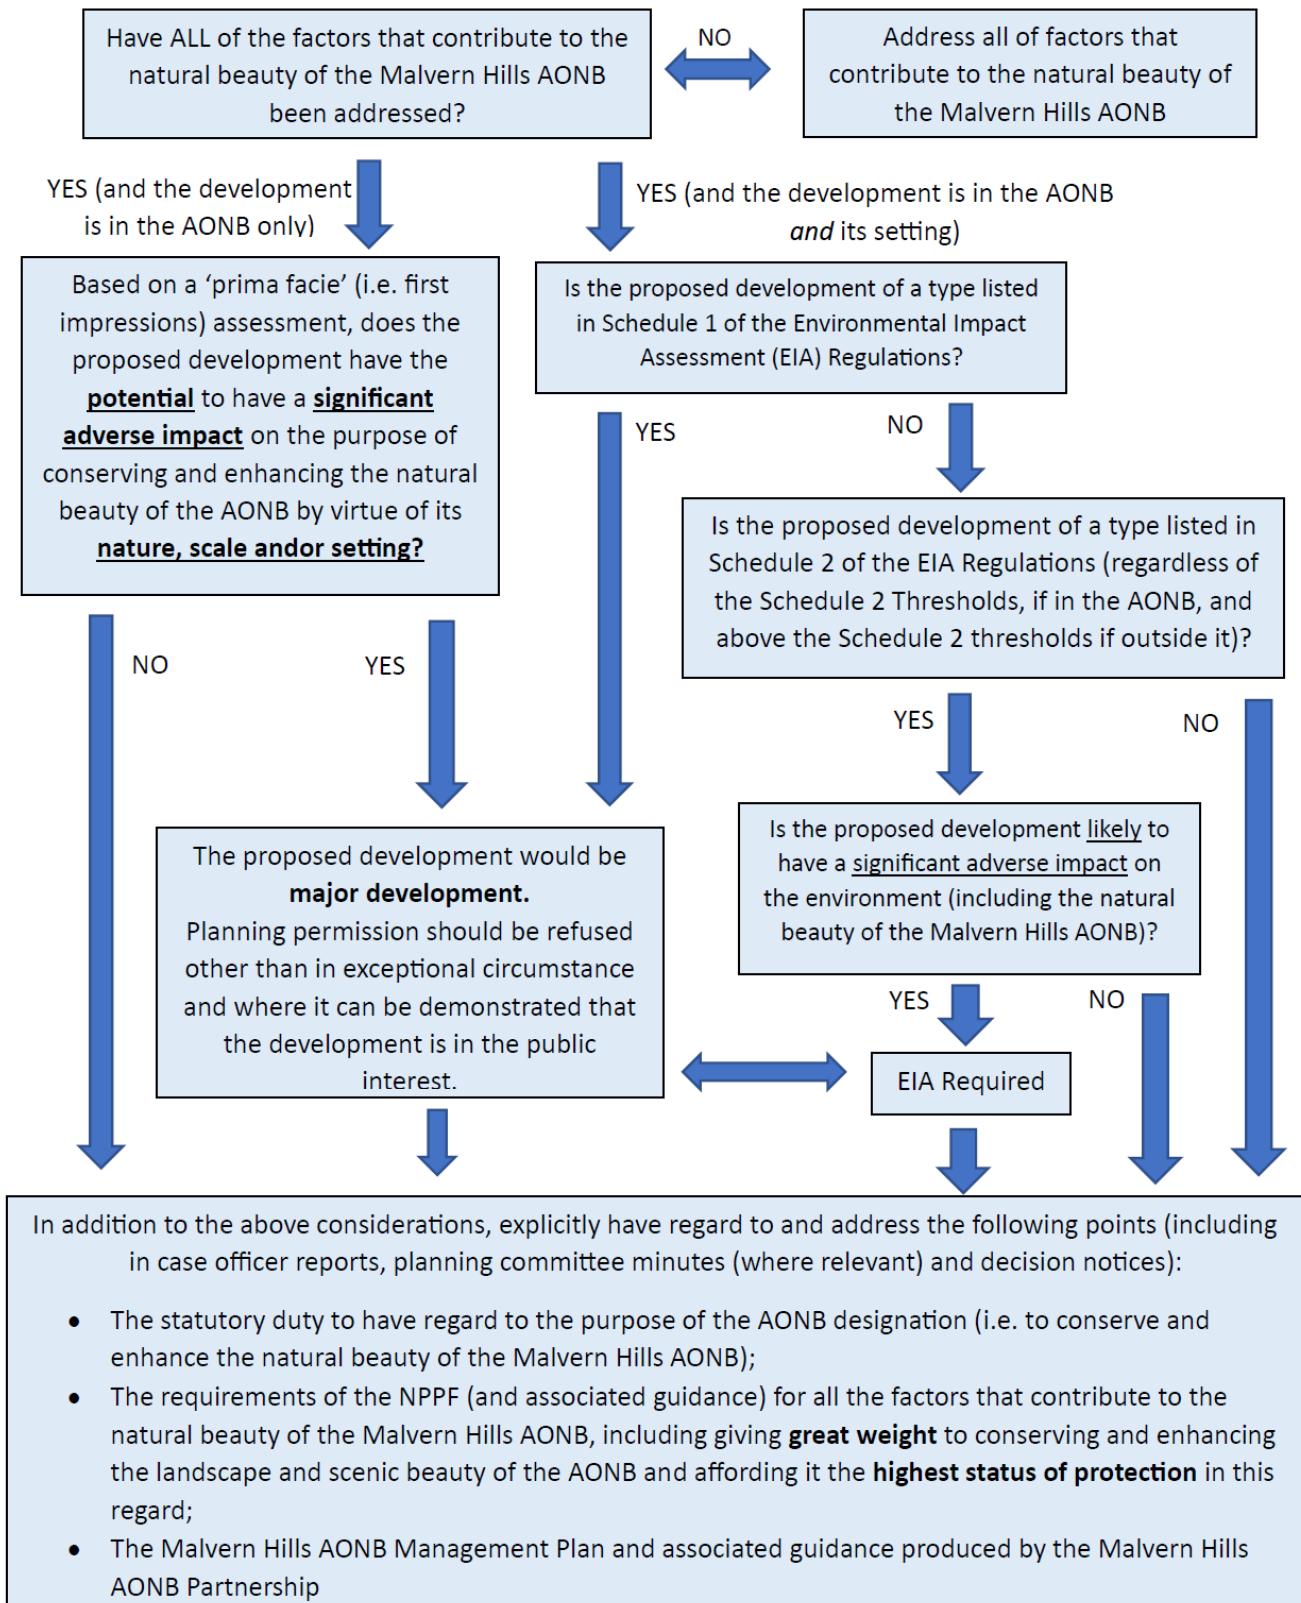 Have ALL of the factors that contribute to the
natural beauty of the Malvern Hills AONB
been addressed?
NO
Address all of factors that
contribute to the natural beauty of
the Malvern Hills AONB
YES (and the development
is in the AONB only)
YES (and the development is in the AONB
and its setting)
Based on a ‘prima facie’ (i.e. first
impressions) assessment, does the
proposed development have the
potential to have a significant
adverse impact on the purpose of
conserving and enhancing the natural
beauty of the AONB by virtue of its
nature, scale andor setting?
Is the proposed development of a type listed
in Schedule 1 of the Environmental Impact
Assessment (EIA) Regulations?
YES
NO
Is the proposed development of a type listed in
Schedule 2 of the EIA Regulations (regardless of
the Schedule 2 Thresholds, if in the AONB, and
above the Schedule 2 thresholds if outside it)?
NO
YES
YES
NO
The proposed development would be
major development.
Planning permission should be refused
other than in exceptional circumstance
and where it can be demonstrated that
the development is in the public
interest.
Is the proposed development likely to
have a significant adverse impact on
the environment (including the natural
beauty of the Malvern Hills AONB)?
YES
NO
EIA Required
In addition to the above considerations, explicitly have regard to and address the following points (including
in case officer reports, planning committee minutes (where relevant) and decision notices):
• The statutory duty to have regard to the purpose of the AONB designation (i.e. to conserve and
enhance the natural beauty of the Malvern Hills AONB);
• The requirements of the NPPF (and associated guidance) for all the factors that contribute to the
natural beauty of the Malvern Hills AONB, including giving great weight to conserving and enhancing
the landscape and scenic beauty of the AONB and affording it the highest status of protection in this
regard;
• The Malvern Hills AONB Management Plan and associated guidance produced by the Malvern Hills
AONB Partnership